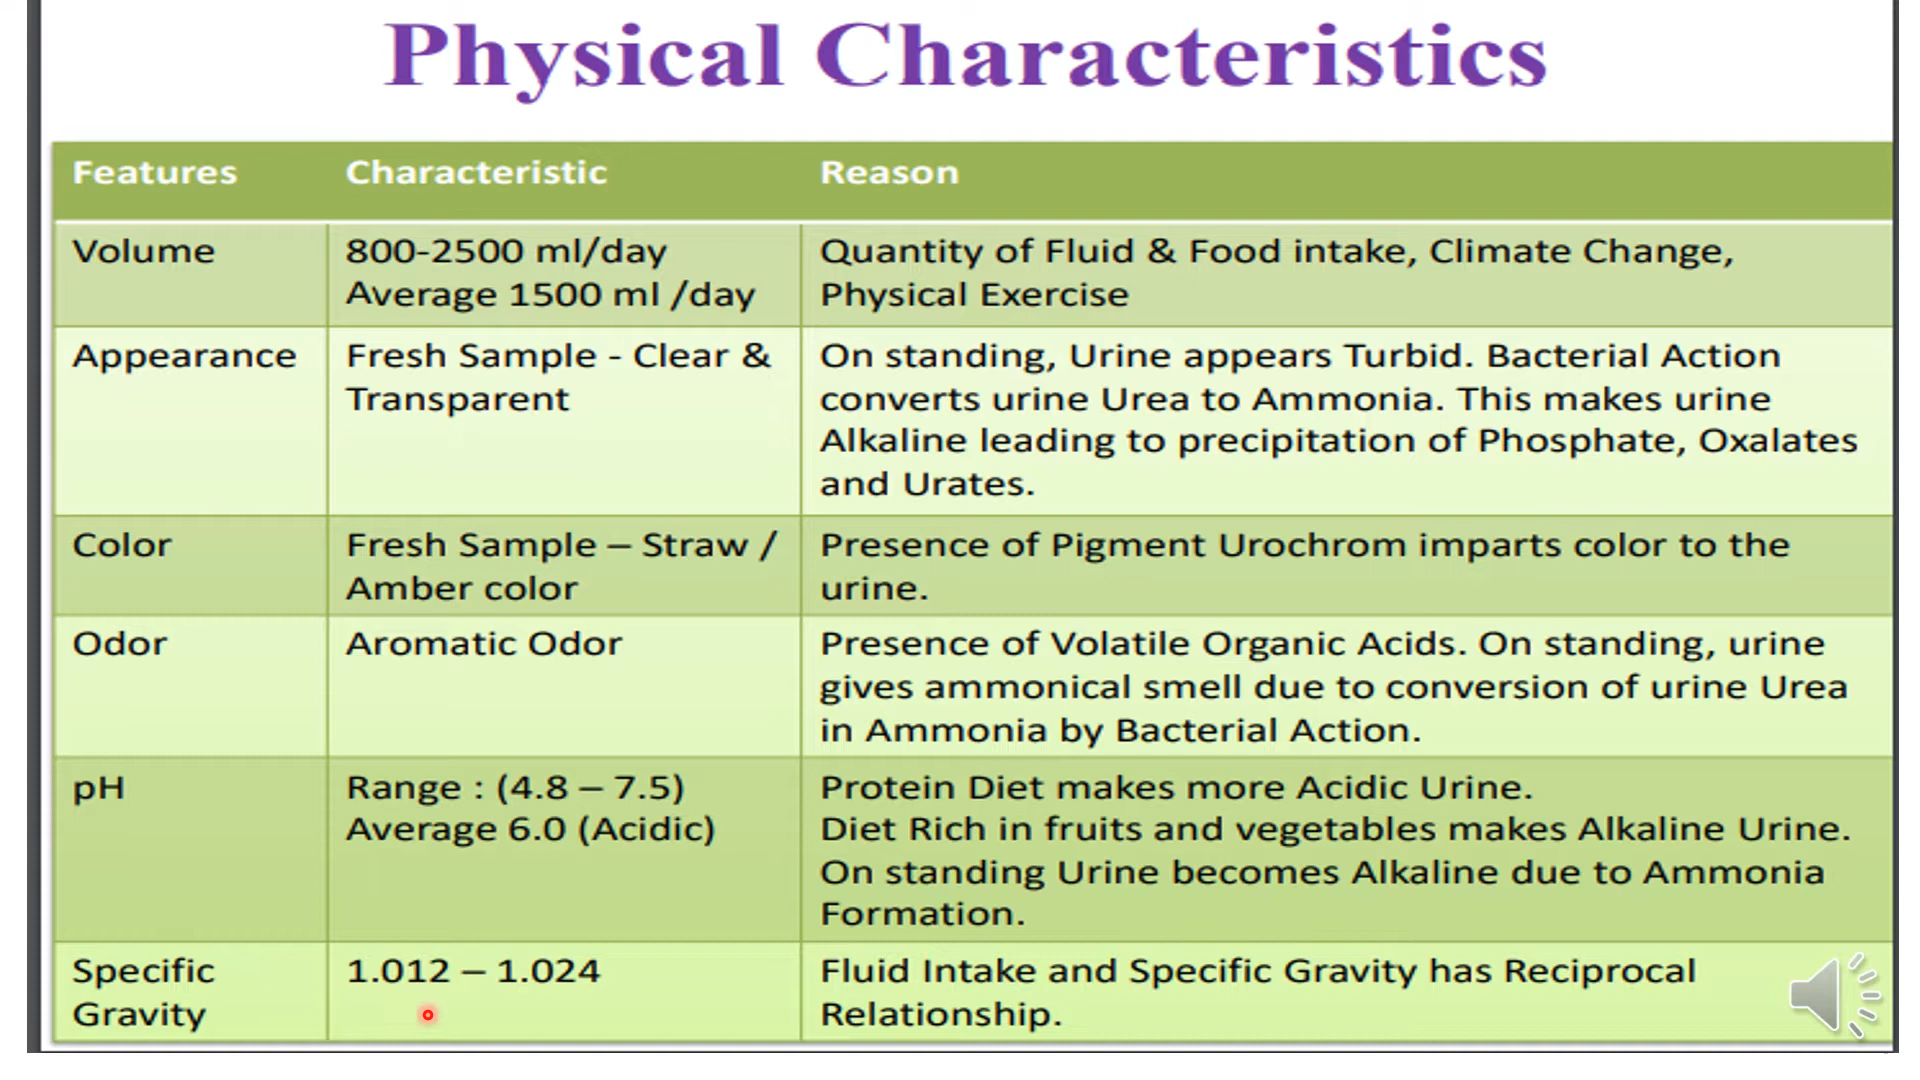 Physical Characteristics
Features Characteristic Reason
Volume 800-2500 ml/day Quantity of Fluid & Food intake, Climate Change,
Average 1500 ml /day Physical Exercise
Appearance Fresh Sample - Clear & On standing, Urine appears Turbid. Bacterial Action
Transparent converts urine Urea to Ammonia. This makes urine
Alkaline leading to precipitation of Phosphate, Oxalates
and Urates.
Color Fresh Sample – Straw / Presence of Pigment Urochrom imparts color to the
Amber color urine.
Odor Aromatic Odor Presence of Volatile Organic Acids. On standing, urine
gives ammonical smell due to conversion of urine Urea
in Ammonia by Bacterial Action.
pH Range : (4.8 – 7.5) Protein Diet makes more Acidic Urine.
Average 6.0 (Acidic) Diet Rich in fruits and vegetables makes Alkaline Urine.
On standing Urine becomes Alkaline due to Ammonia
Formation.
Specific 1.012 – 1.024 Fluid Intake and Specific Gravity has Reciprocal
Gravity Relationship.